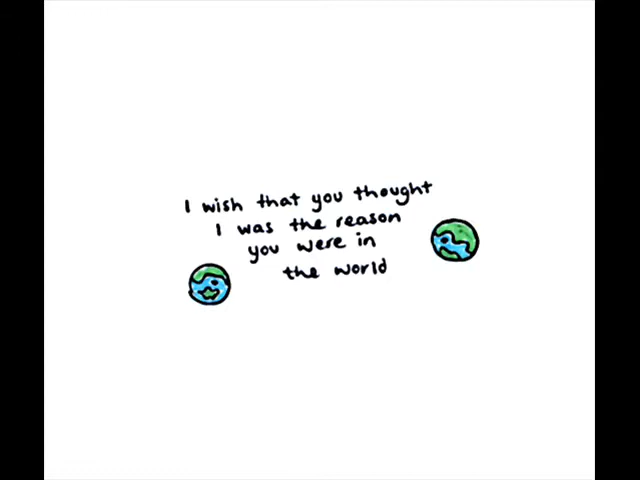 I wish that you thought
I was the reason
you were in
the world